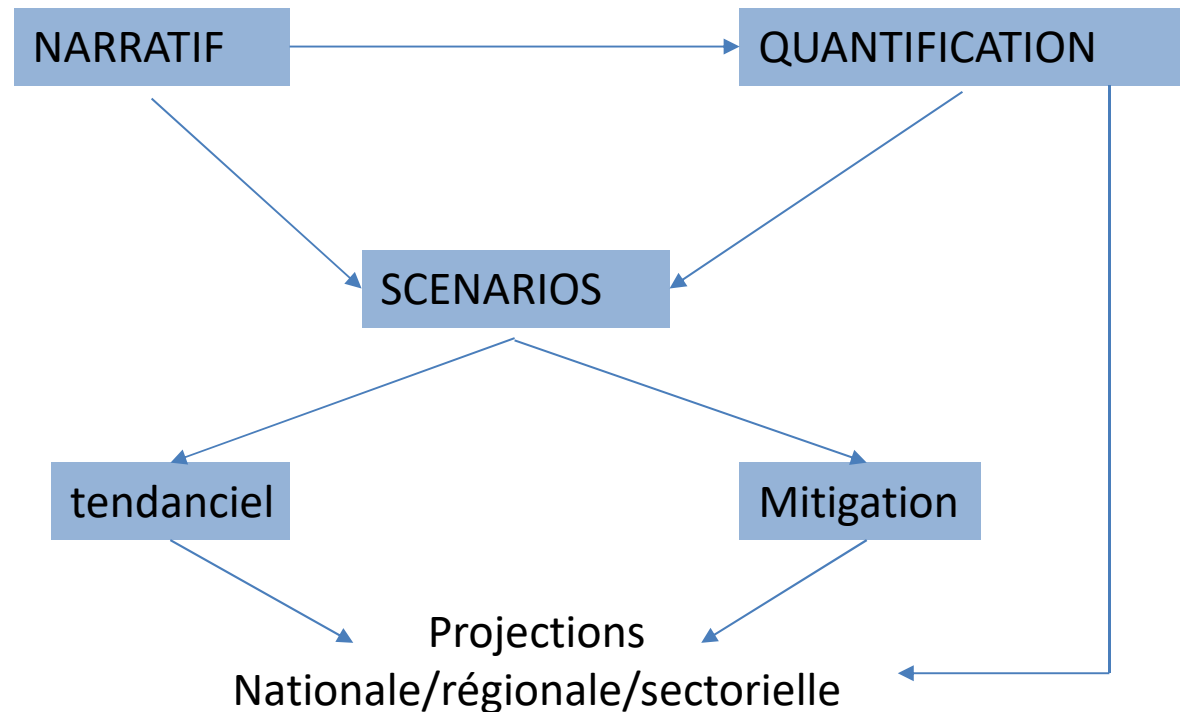 NARRATIF
QUANTIFICATION
SCENARIOS
tendanciel
Mitigation
Projections
Nationale/régionale/sectorielle